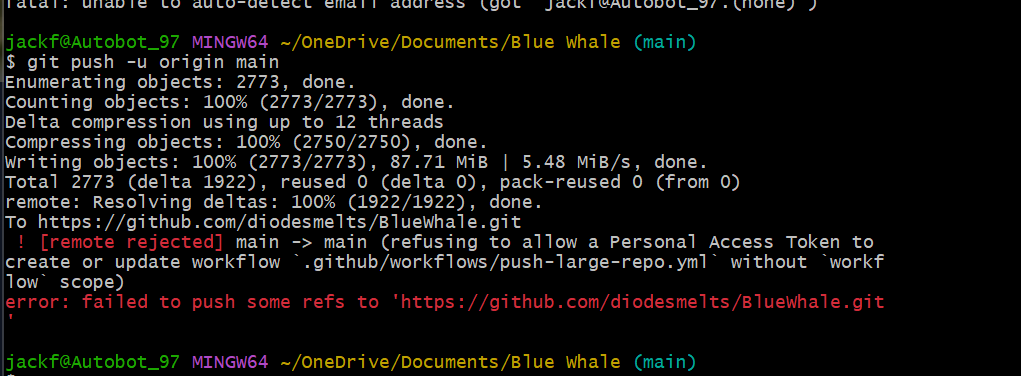 fatal: unable to auto-detect email address (got 'jackf@Autobot_97.(none)')
jackf@Autobot_97 MINGW64 ~/OneDrive/Documents/Blue Whale (main)
$ git push -u origin main
Enumerating objects: 2773, done.
Counting objects: 100% (2773/2773), done.
Delta compression using up to 12 threads
Compressing objects: 100% (2750/2750), done.
Writing objects: 100% (2773/2773), 87.71 MiB | 5.48 MiB/s, done.
Total 2773 (delta 1922), reused 0 (delta 0), pack-reused 0 (from 0)
remote: Resolving deltas: 100% (1922/1922), done.
To https://github.com/diodesmelts/BlueWhale.git
 ! [remote rejected] main -> main (refusing to allow a Personal Access Token to
create or update workflow `.github/workflows/push-large-repo.yml` without `workf
low` scope)
error: failed to push some refs to 'https://github.com/diodesmelts/BlueWhale.git
'
jackf@Autobot_97 MINGW64 ~/OneDrive/Documents/Blue Whale (main)